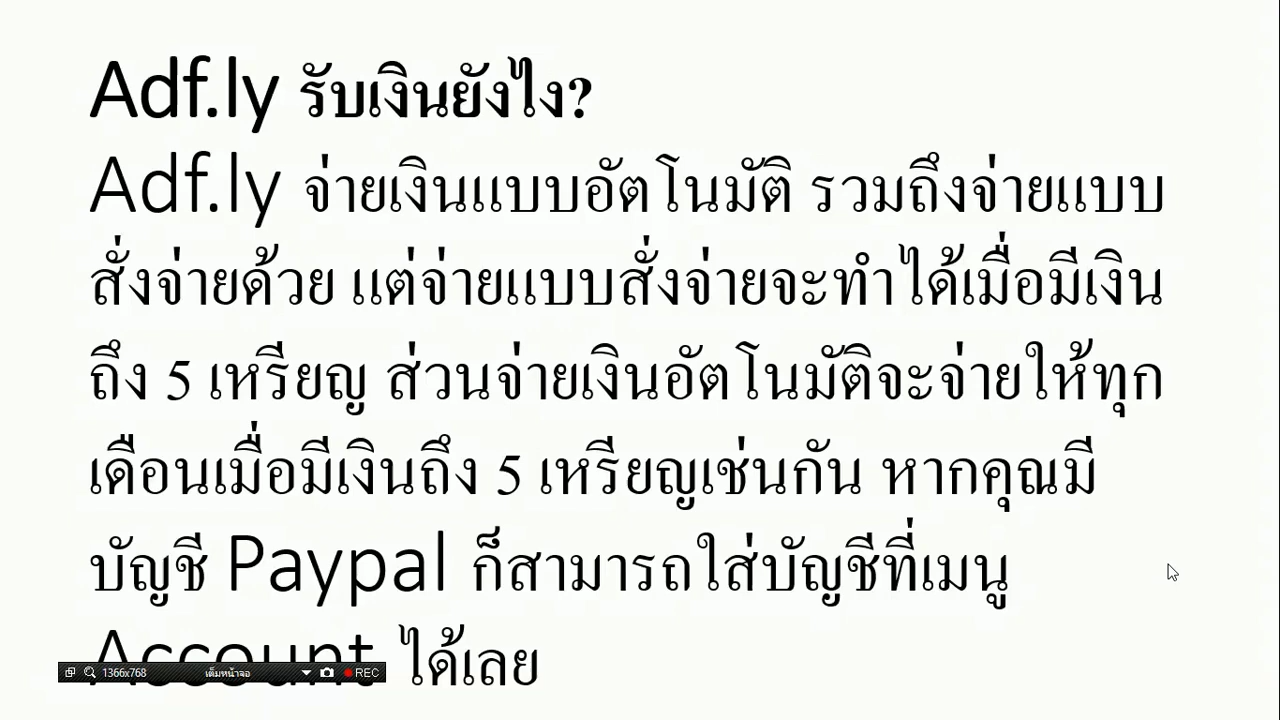 Adf.ly รับเงินยังไง?
Adf.ly จ่ายเงินแบบอัตโนมัติ รวมถึงจ่ายแบบ
สั่งจ่ายด้วย แต่จ่ายแบบสั่งจ่ายจะทำได้เมื่อมีเงิน
ถึง 5 เหรียญ ส่วนจ่ายเงินอัตโนมัติจะจ่ายให้ทุก
เดือนเมื่อมีเงินถึง 5 เหรียญเช่นกัน หากคุณมี
บัญชี Paypal ก็สามารถใส่บัญชีที่เมนู
Account ได้เลย
1366x768 เต็มหน้าจอ REC